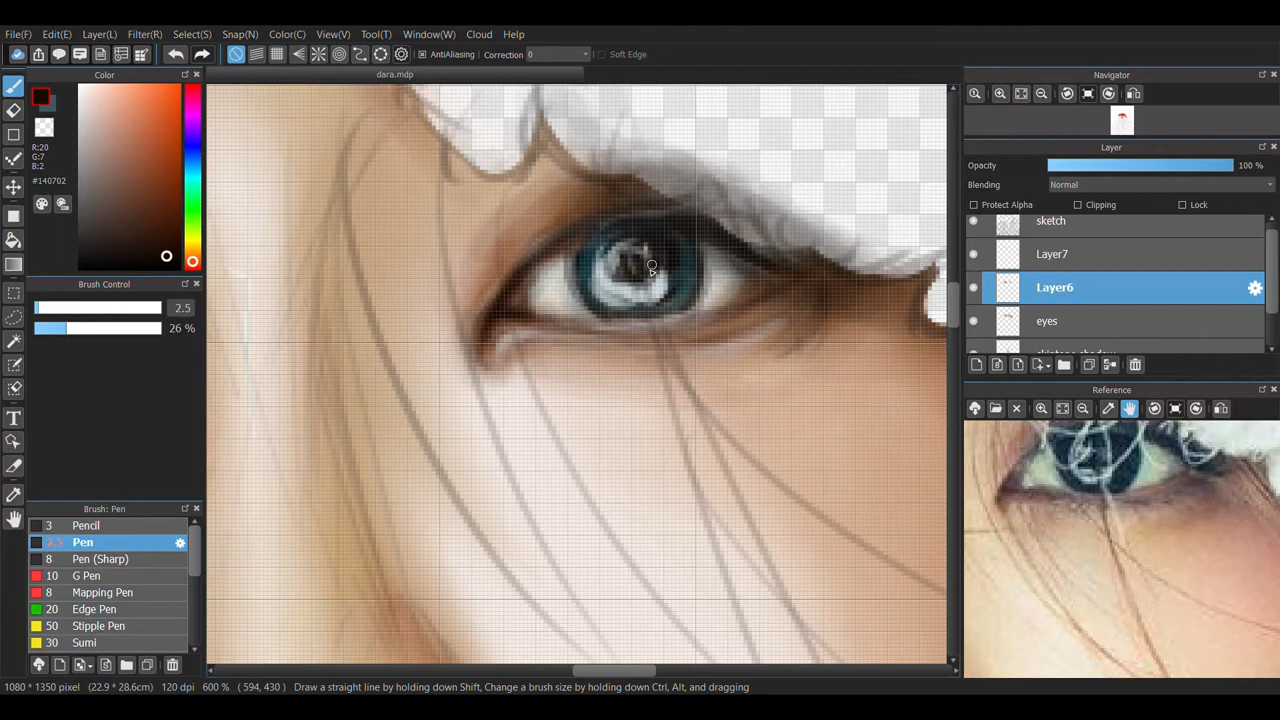 File(F) Edit(E) Layer(L) Filter(R) Select(S) Snap(N) Color(C) View(V) Tool(T) Window(W) Cloud Help
AntiAliasing Correction 0 Soft Edge
Color
dara.mdp
R:20
G:7
B:2
#140702
Brush Control
2.5
26 %
Brush: Pen
3 Pencil
2.5 Pen
8 Pen (Sharp)
10 G Pen
8 Mapping Pen
20 Edge Pen
50 Stipple Pen
30 Sumi
Navigator
Layer
Opacity 100 %
Blending Normal
Protect Alpha Clipping Lock
sketch
Layer7
Layer6
eyes
skintone shadow
Reference
1080 * 1350 pixel (22.9 * 28.6cm) 120 dpi 600 % ( 594, 430 ) Draw a straight line by holding down Shift, Change a brush size by holding down Ctrl, Alt, and dragging